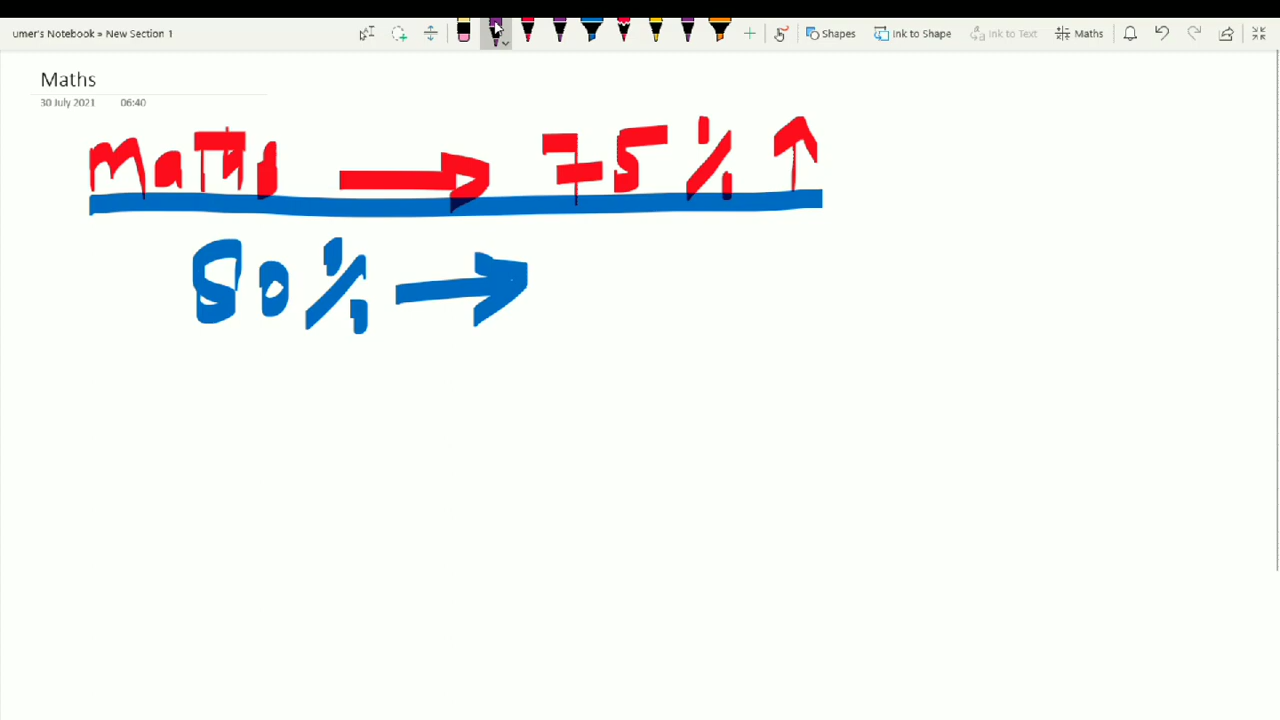 umer's Notebook » New Section 1
Shapes Ink to Shape Ink to Text Maths
Maths
30 July 2021 06:40
maths → 75% ↑
80% →